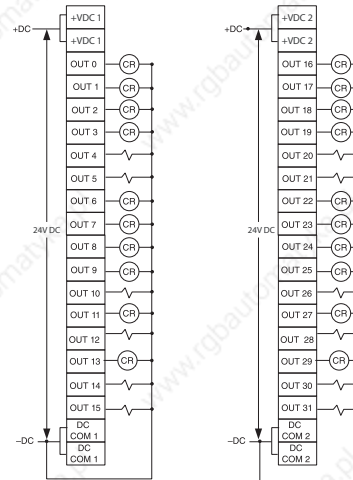 +VDC 1
+DC
+VDC 1
OUT 0 CR
OUT 1 CR
OUT 2 CR
OUT 3 CR
OUT 4
OUT 5
OUT 6 CR
24V DC
OUT 7 CR
OUT 8 CR
OUT 9 CR
OUT 10
OUT 11 CR
OUT 12
OUT 13 CR
OUT 14
OUT 15
–DC
DC
COM 1
DC
COM 1
+VDC 2
+DC
+VDC 2
OUT 16 CR
OUT 17 CR
OUT 18 CR
OUT 19 CR
OUT 20
OUT 21
OUT 22 CR
24V DC
OUT 23 CR
OUT 24 CR
OUT 25 CR
OUT 26
OUT 27 CR
OUT 28
OUT 29 CR
OUT 30
OUT 31
–DC
DC
COM 2
DC
COM 2